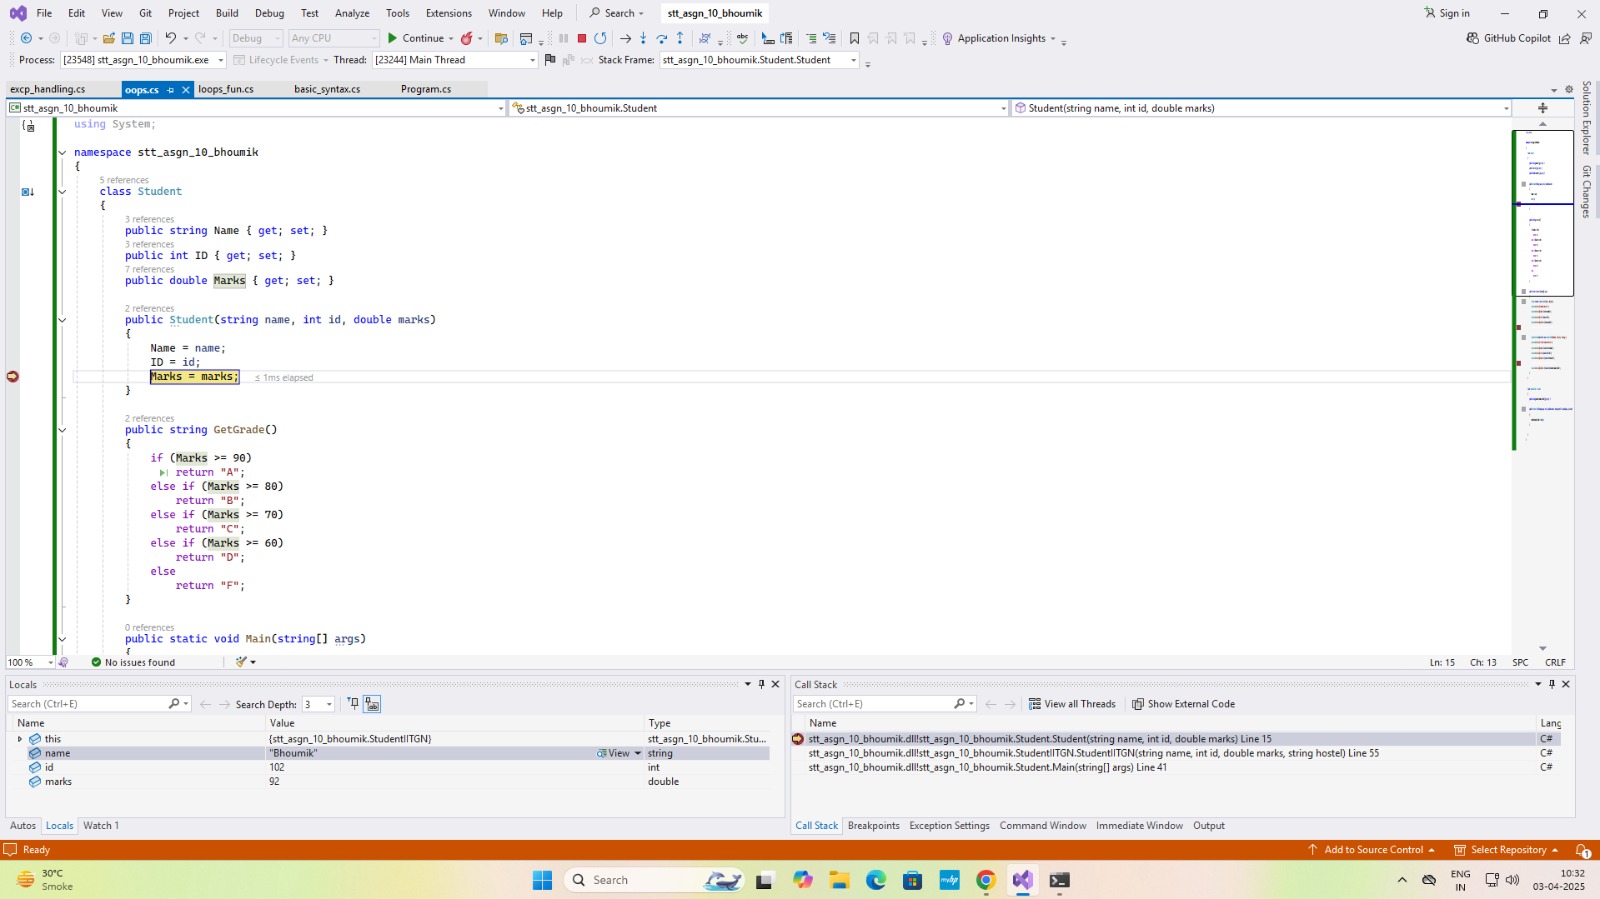 File Edit View Git Project Build Debug Test Analyze Tools Extensions Window Help Search stt_asgn_10_bhoumik Sign in
Debug Any CPU Continue Application Insights GitHub Copilot
Process: [23548] stt_asgn_10_bhoumik.exe Lifecycle Events Thread: [23244] Main Thread Stack Frame: stt_asgn_10_bhoumik.Student.Student
excp_handling.cs oops.cs loops_fun.cs basic_syntax.cs Program.cs
stt_asgn_10_bhoumik stt_asgn_10_bhoumik.Student Student(string name, int id, double marks)
Solution Explorer
Git Changes
using System;
namespace stt_asgn_10_bhoumik
{
5 references
class Student
{
3 references
public string Name { get; set; }
3 references
public int ID { get; set; }
7 references
public double Marks { get; set; }
2 references
public Student(string name, int id, double marks)
{
Name = name;
ID = id;
Marks = marks; ≤ 1ms elapsed
}
2 references
public string GetGrade()
{
if (Marks >= 90)
return "A";
else if (Marks >= 80)
return "B";
else if (Marks >= 70)
return "C";
else if (Marks >= 60)
return "D";
else
return "F";
}
0 references
public static void Main(string[] args)
{
100 % No issues found Ln: 15 Ch: 13 SPC CRLF
Locals
Search (Ctrl+E) Search Depth: 3
Name Value Type
this {stt_asgn_10_bhoumik.StudentIITGN} stt_asgn_10_bhoumik.Stu...
name "Bhoumik" View string
id 102 int
marks 92 double
Autos Locals Watch 1
Call Stack
Search (Ctrl+E) View all Threads Show External Code
Name Lang
stt_asgn_10_bhoumik.dll!stt_asgn_10_bhoumik.Student.Student(string name, int id, double marks) Line 15 C#
stt_asgn_10_bhoumik.dll!stt_asgn_10_bhoumik.StudentIITGN.StudentIITGN(string name, int id, double marks, string hostel) Line 55 C#
stt_asgn_10_bhoumik.dll!stt_asgn_10_bhoumik.Student.Main(string[] args) Line 41 C#
Call Stack Breakpoints Exception Settings Command Window Immediate Window Output
Ready Add to Source Control Select Repository 1
30°C
Smoke
Search
ENG
IN
10:32
03-04-2025